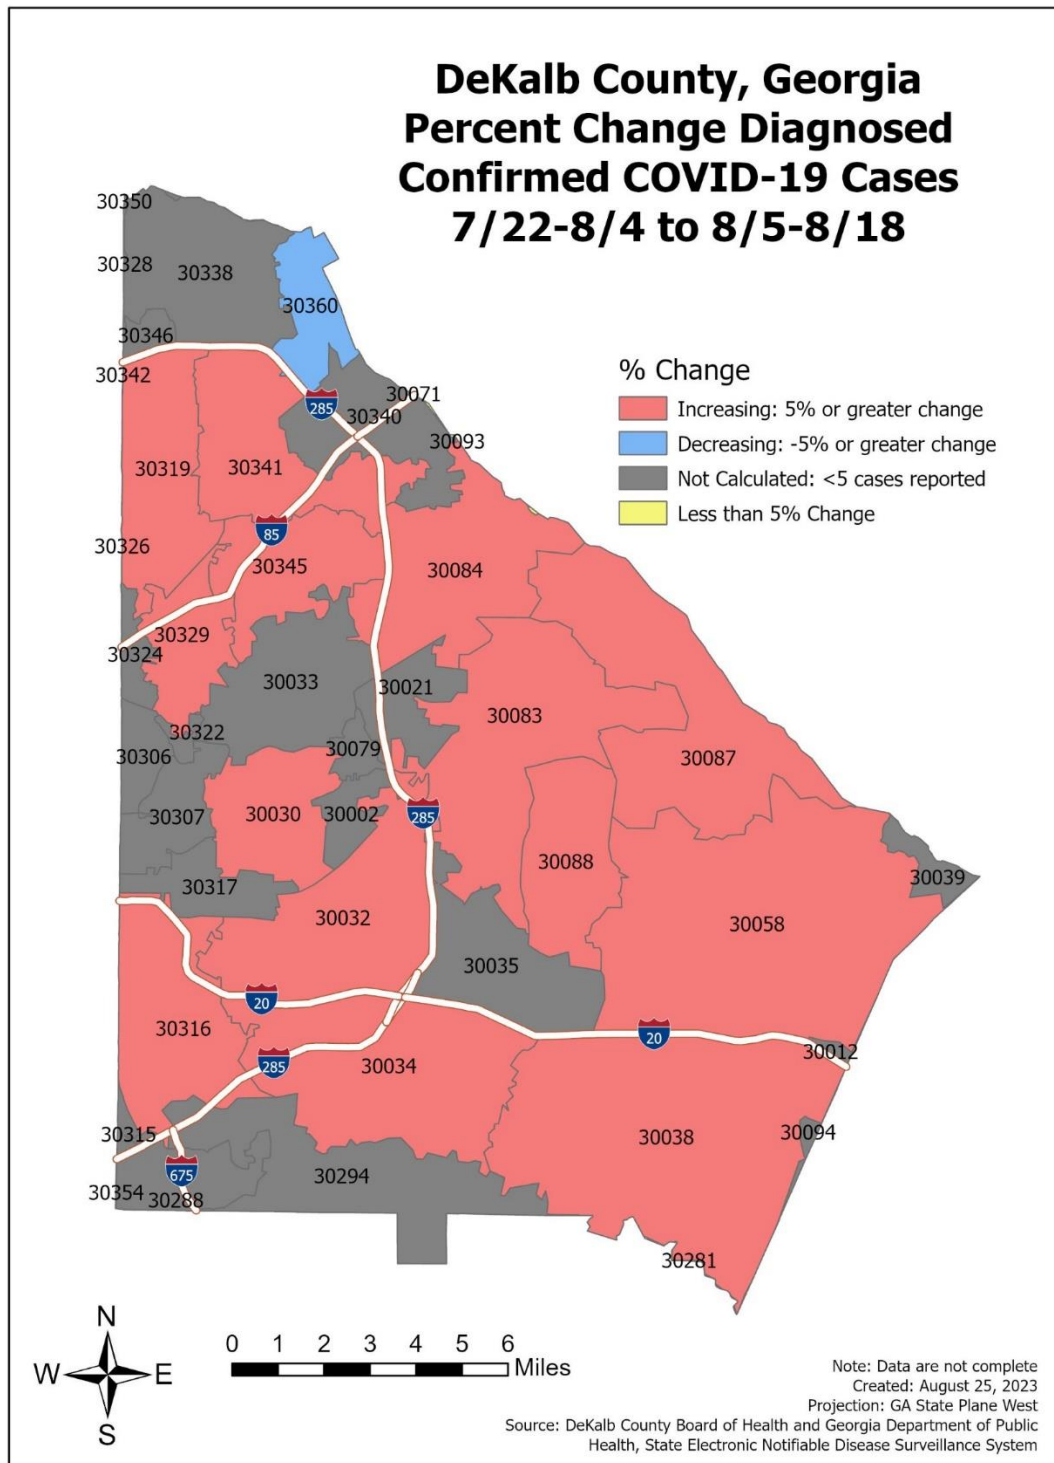 DeKalb County, Georgia
Percent Change Diagnosed
Confirmed COVID-19 Cases
7/22-8/4 to 8/5-8/18
30350
30328
30338
30360
30346
30342
% Change
Increasing: 5% or greater change
Decreasing: -5% or greater change
Not Calculated: <5 cases reported
Less than 5% Change
30071
285
30340
30093
30319
30341
85
30326
30345
30084
30329
30324
30033
30021
30083
30322
30079
30306
30087
30307
30030
30002
285
30088
30039
30317
30032
30058
30035
20
30316
20
30012
285
30034
30315
30038
30094
675
30294
30354
30288
30281
N
W
E
S
0 1 2 3 4 5 6
Miles
Note: Data are not complete
Created: August 25, 2023
Projection: GA State Plane West
Source: DeKalb County Board of Health and Georgia Department of Public
Health, State Electronic Notifiable Disease Surveillance System